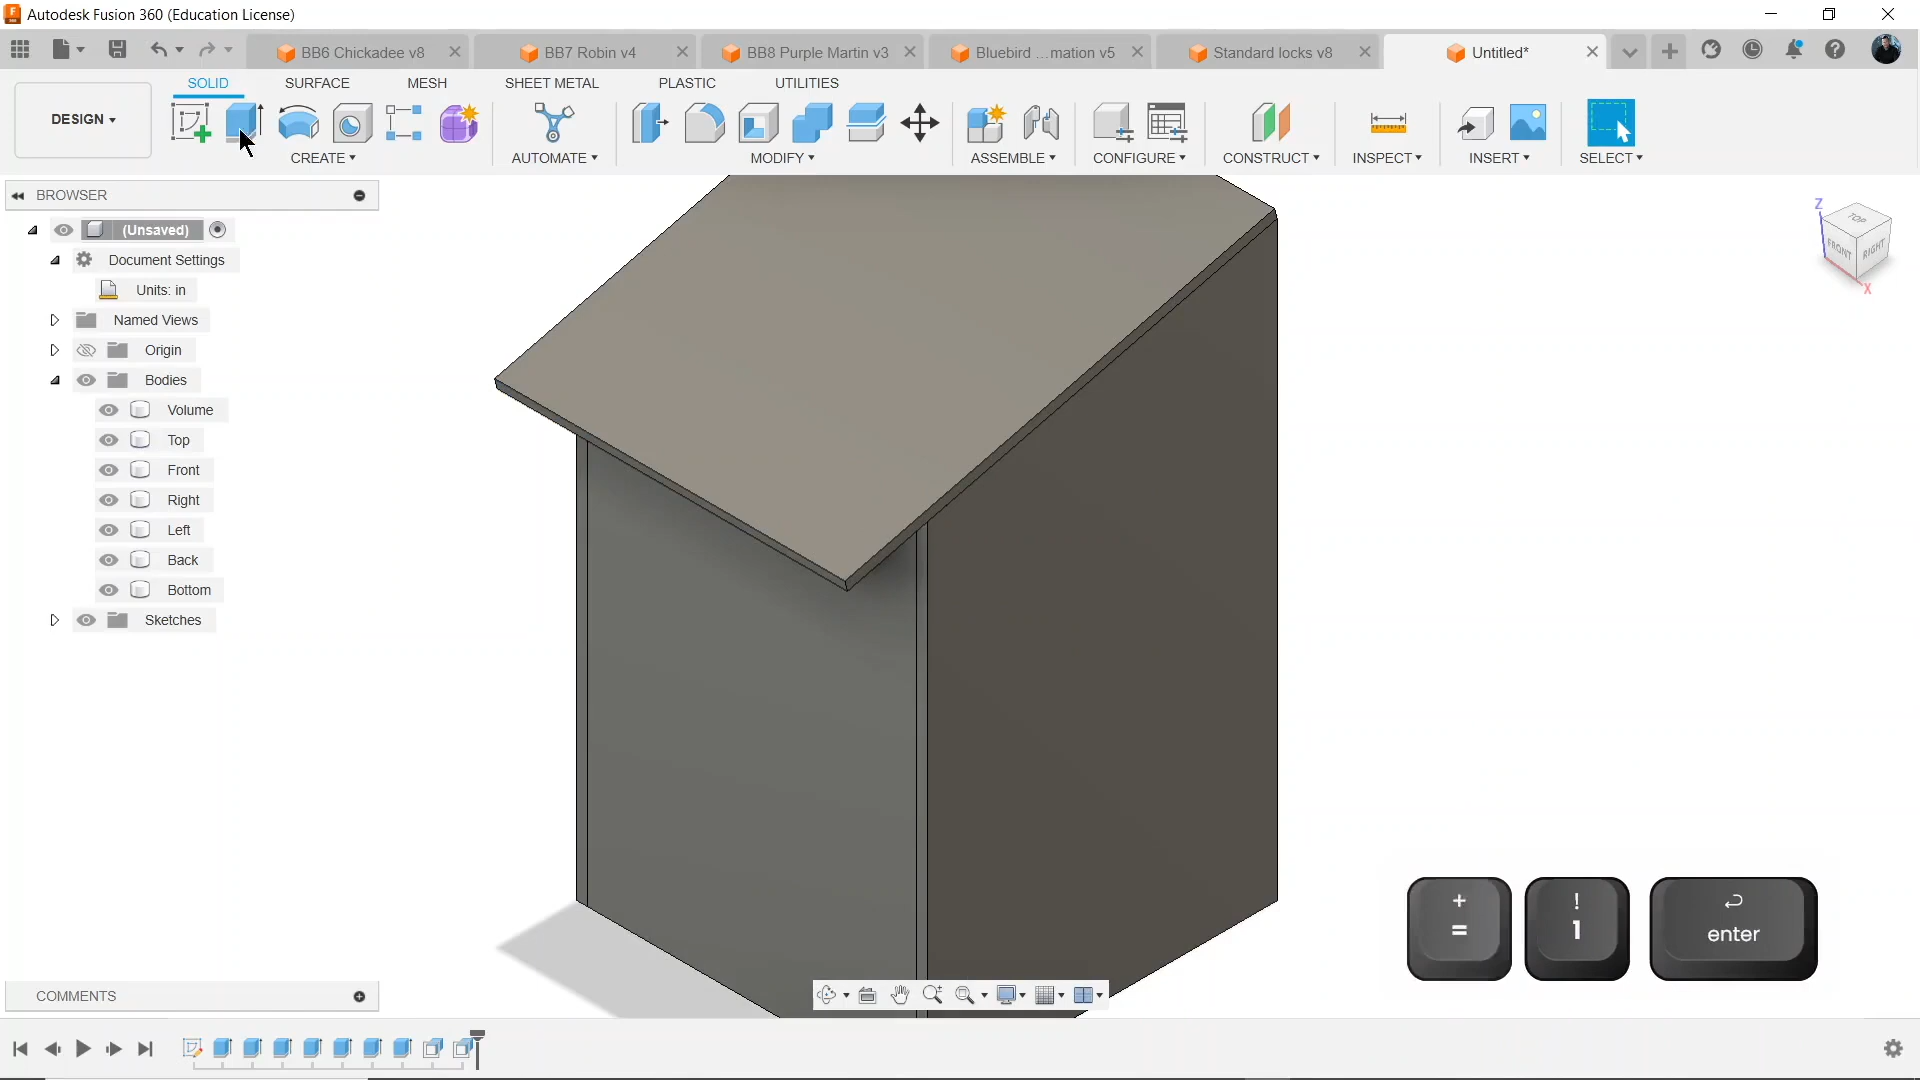 Autodesk Fusion 360 (Education License)
BB6 Chickadee v8
BB7 Robin v4
BB8 Purple Martin v3
Bluebird ...mation v5
Standard locks v8
Untitled*
SOLID
SURFACE
MESH
SHEET METAL
PLASTIC
UTILITIES
DESIGN
CREATE
AUTOMATE
MODIFY
ASSEMBLE
CONFIGURE
CONSTRUCT
INSPECT
INSERT
SELECT
BROWSER
(Unsaved)
Document Settings
Units: in
Named Views
Origin
Bodies
Volume
Top
Front
Right
Left
Back
Bottom
Sketches
Z
TOP
FRONT
RIGHT
X
+
=
!
1
enter
COMMENTS